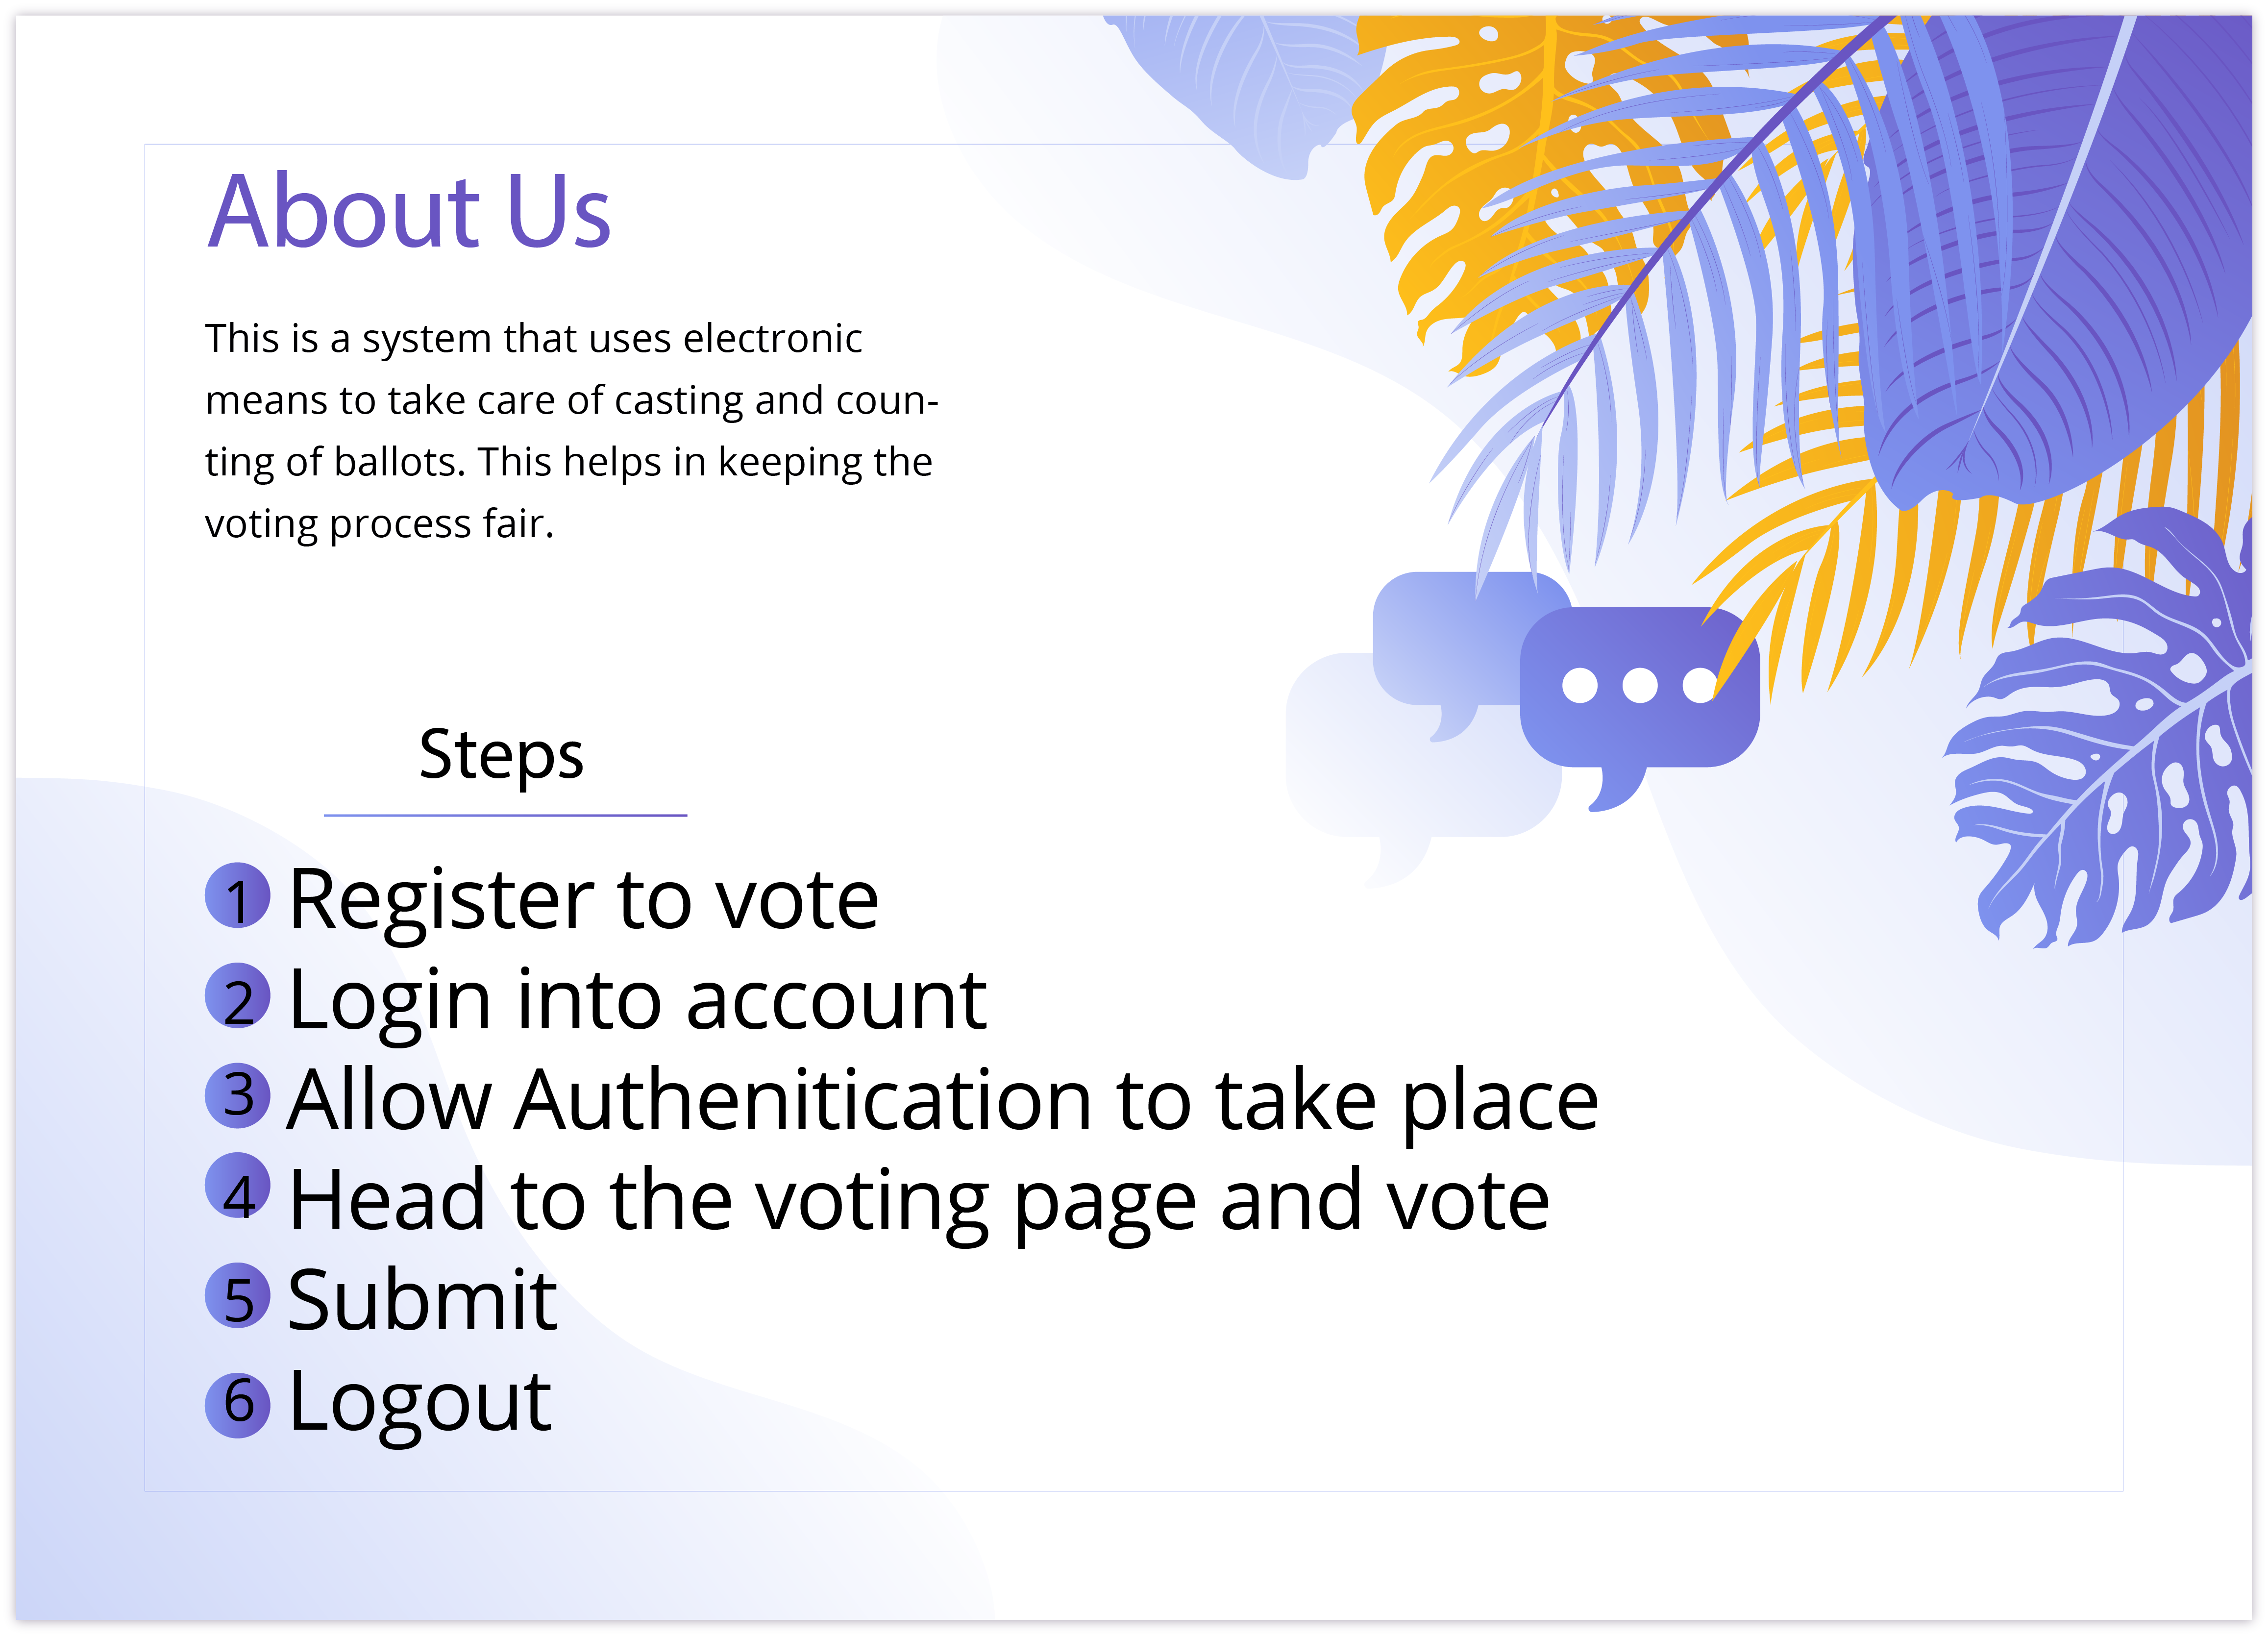 About Us
This is a system that uses electronic
means to take care of casting and coun-
ting of ballots. This helps in keeping the
voting process fair.
Steps
1 Register to vote
2 Login into account
3 Allow Authenitication to take place
4 Head to the voting page and vote
5 Submit
6 Logout